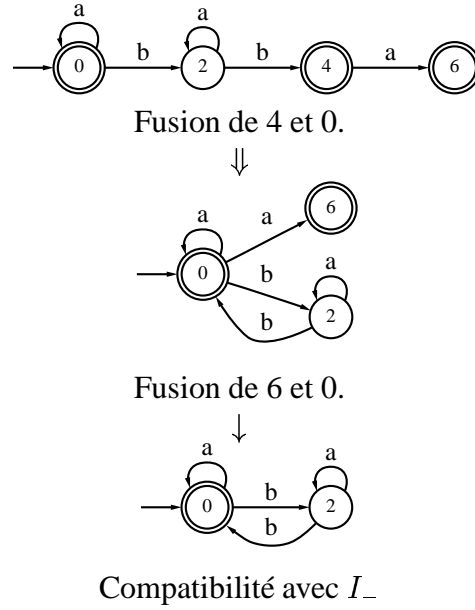 a a
0 b 2 b 4 a 6
Fusion de 4 et 0.
⇓
a a 6
0 b a
b 2
Fusion de 6 et 0.
↓
a a
0 b 2
b
Compatibilité avec I_